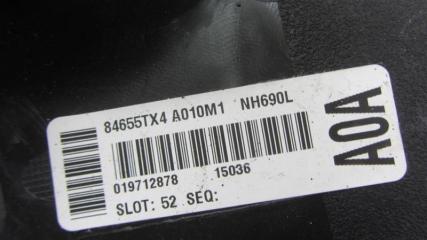 84655TX4 A010M1 NH690L
019712878 15036
SLOT: 52 SEQ:
A0A